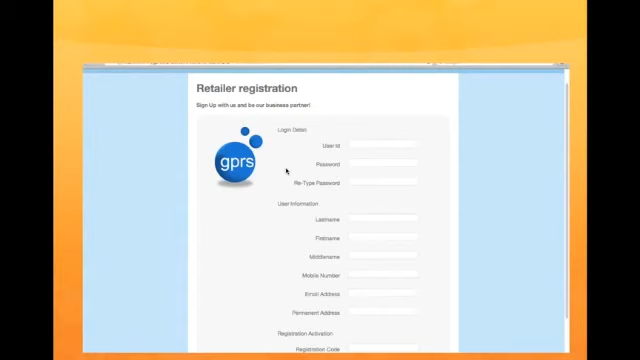 Retailer registration
Sign Up with us and be our business partner!
Login Detail
gprs
User Id
Password
Re-Type Password
User Information
Lastname
Firstname
Middlename
Mobile Number
Email Address
Permanent Address
Registration Activation
Registration Code